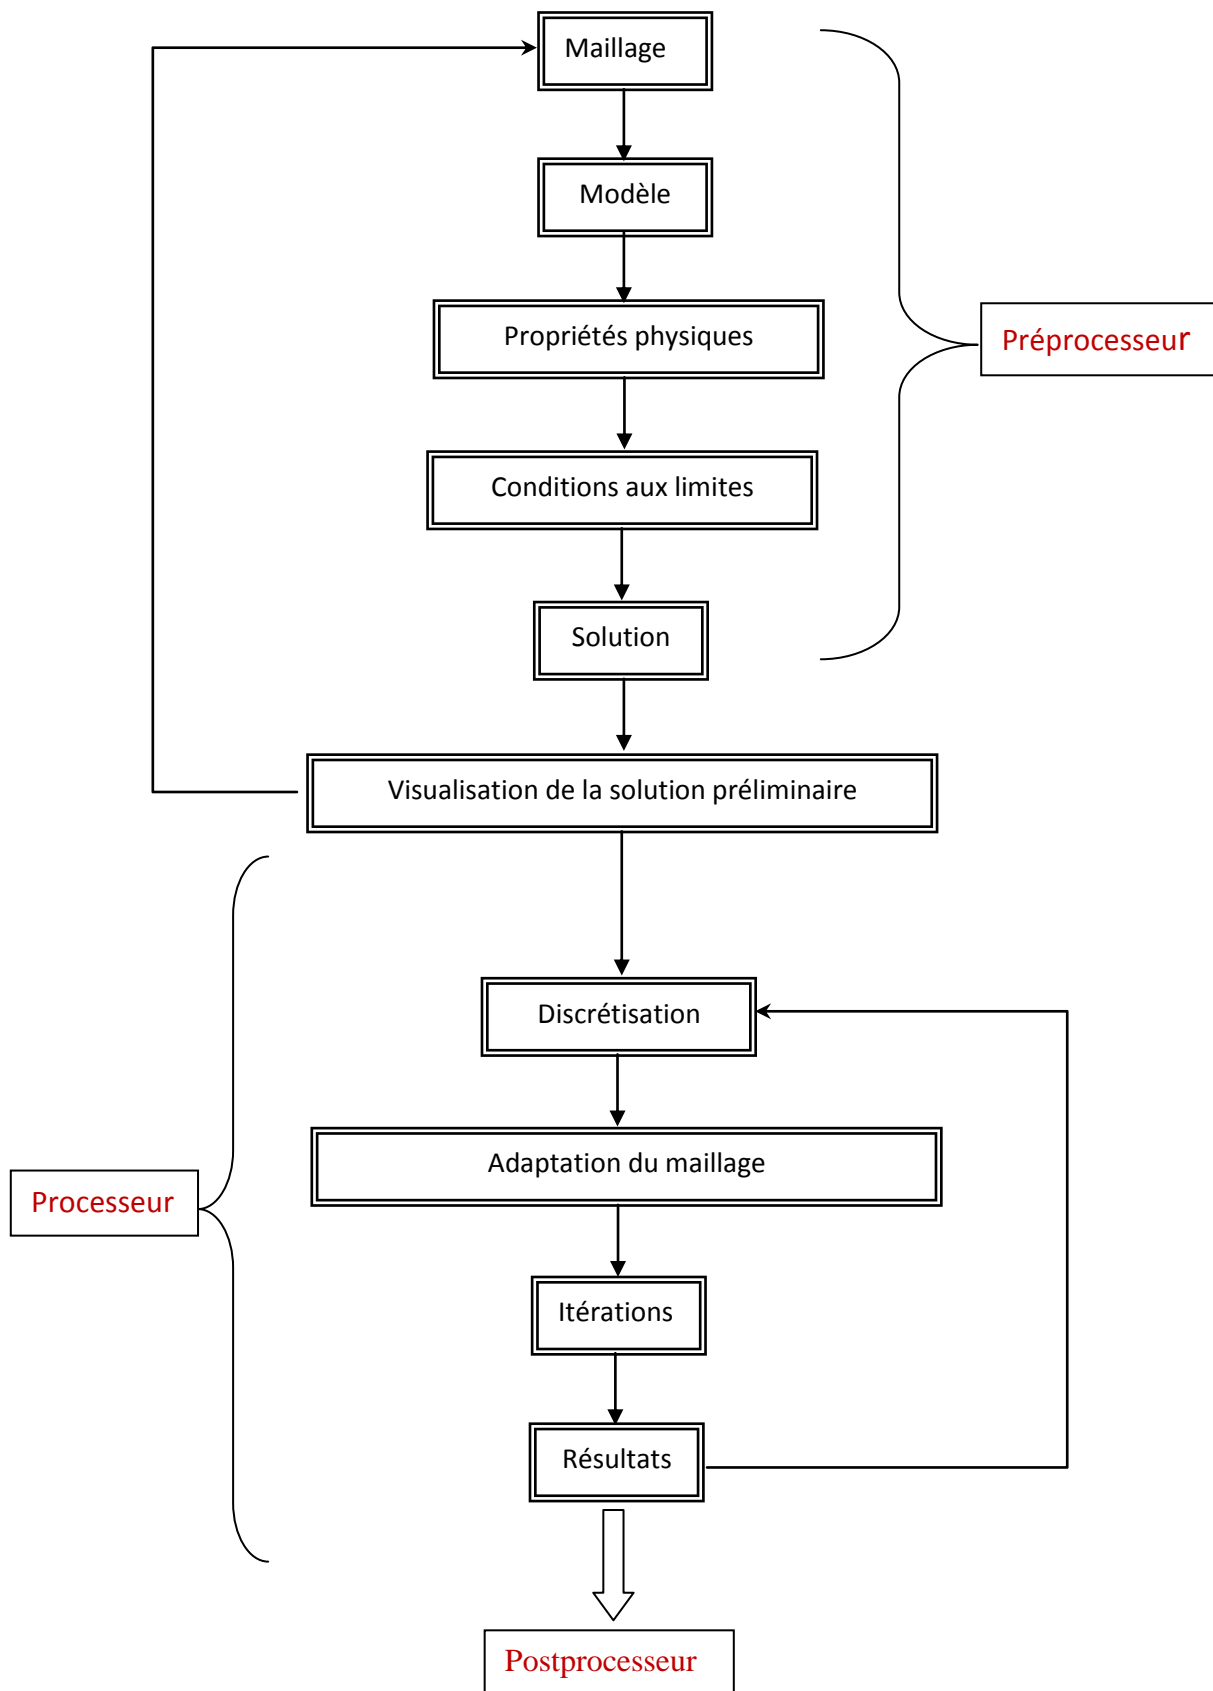 Maillage
Modèle
Propriétés physiques
Préprocesseur
Conditions aux limites
Solution
Visualisation de la solution préliminaire
Discrétisation
Adaptation du maillage
Processeur
Itérations
Résultats
Postprocesseur